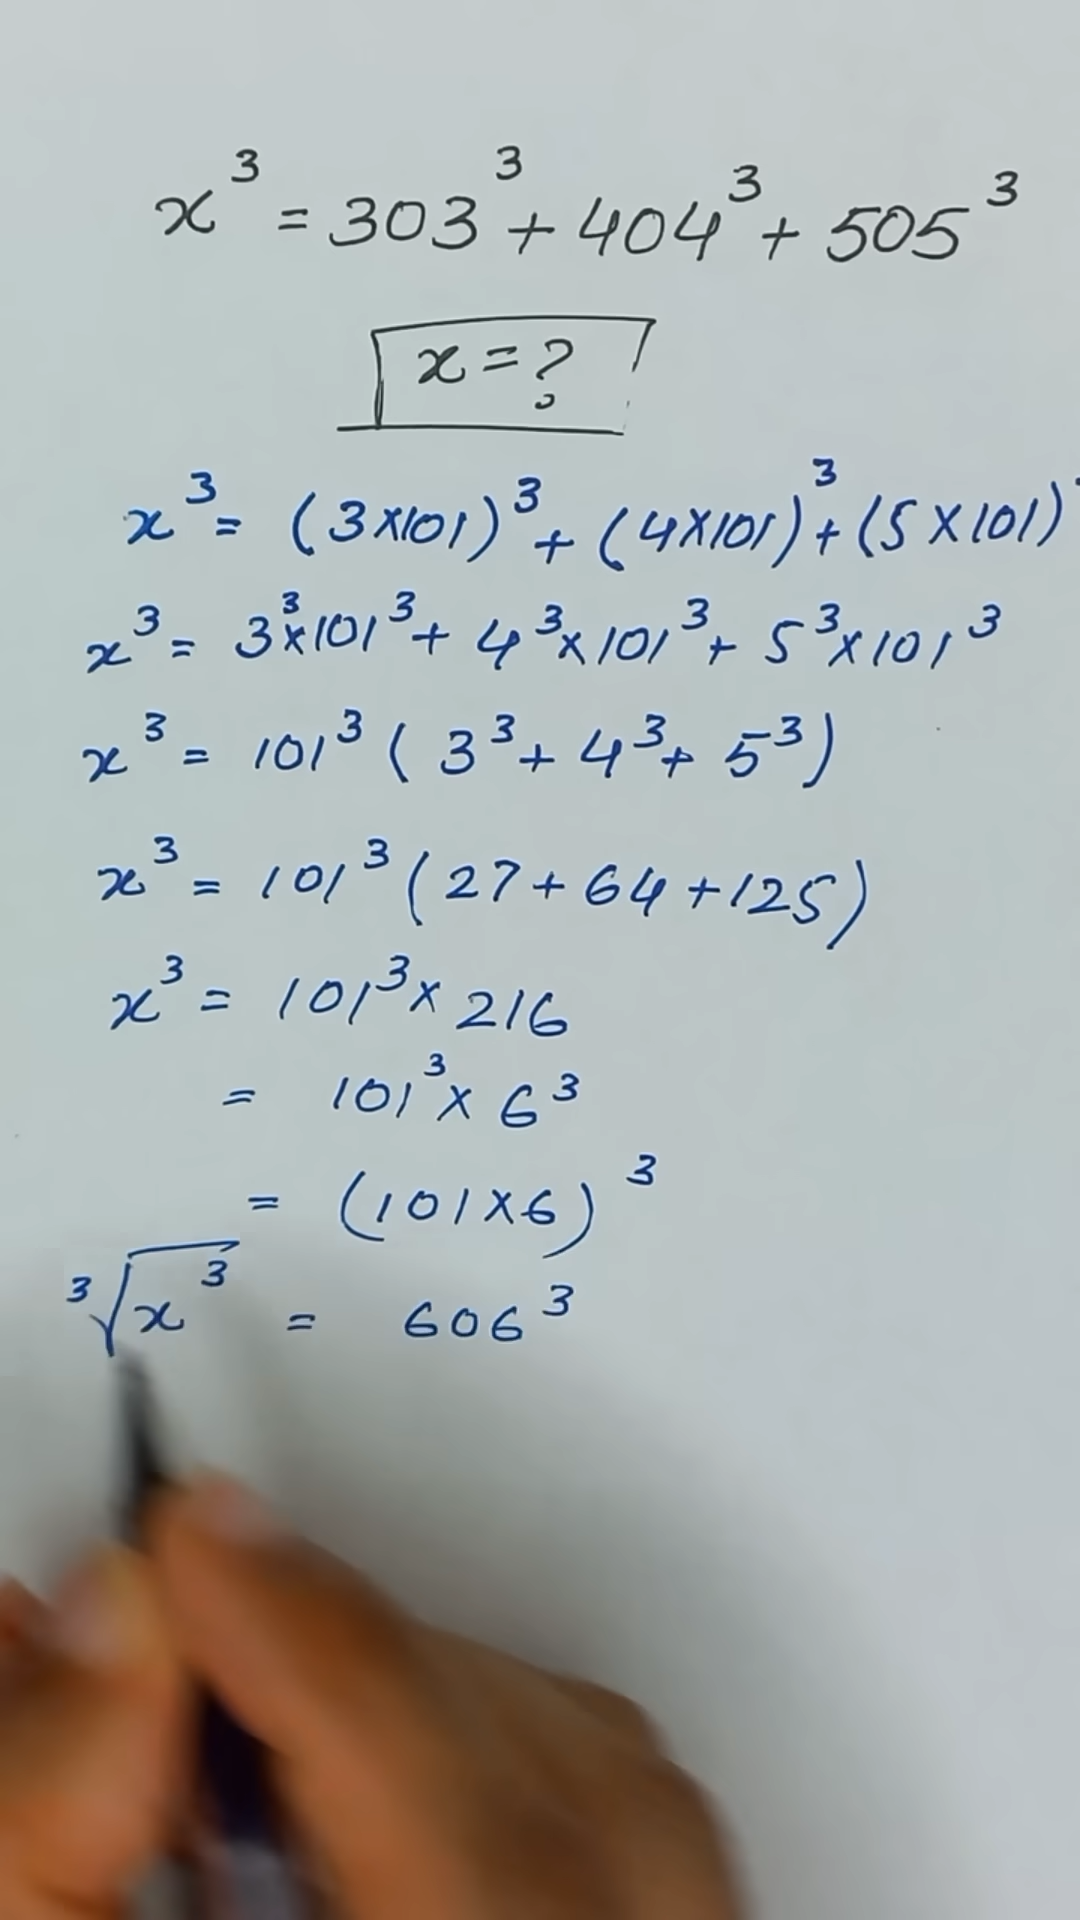 x³ = 303³ + 404³ + 505³
x = ?
x³ = (3×101)³ + (4×101)³ + (5×101)
x³ = 3³×101³ + 4³×101³ + 5³×101³
x³ = 101³ (3³ + 4³ + 5³)
x³ = 101³ (27 + 64 + 125)
x³ = 101³ × 216
= 101³ × 6³
= (101×6)³
³√x³ = 606³